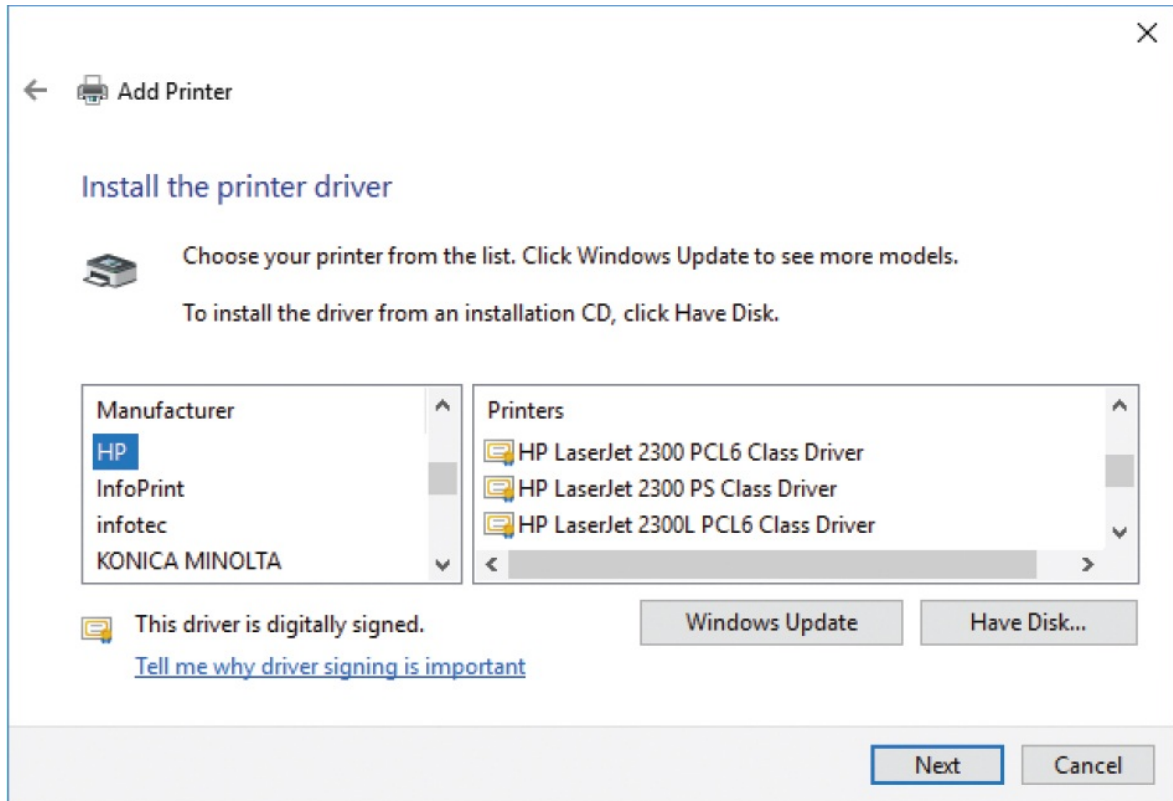 Add Printer
Install the printer driver
Choose your printer from the list. Click Windows Update to see more models.
To install the driver from an installation CD, click Have Disk.
Manufacturer
HP
InfoPrint
infotec
KONICA MINOLTA
Printers
HP LaserJet 2300 PCL6 Class Driver
HP LaserJet 2300 PS Class Driver
HP LaserJet 2300L PCL6 Class Driver
This driver is digitally signed.
Tell me why driver signing is important
Windows Update
Have Disk...
Next
Cancel